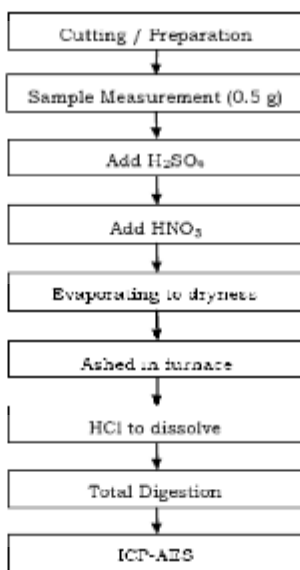 Cutting / Preparation
Sample Measurement (0.5 g)
Add H₂SO₄
Add HNO₃
Evaporating to dryness
Ashed in furnace
HCl to dissolve
Total Digestion
ICP-AES